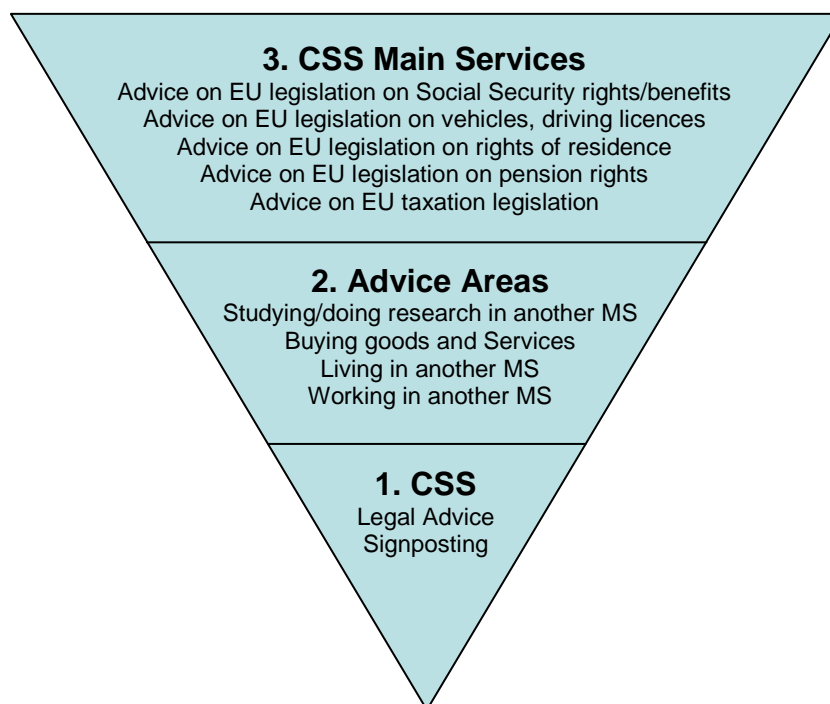 3. CSS Main Services
Advice on EU legislation on Social Security rights/benefits
Advice on EU legislation on vehicles, driving licences
Advice on EU legislation on rights of residence
Advice on EU legislation on pension rights
Advice on EU taxation legislation
2. Advice Areas
Studying/doing research in another MS
Buying goods and Services
Living in another MS
Working in another MS
1. CSS
Legal Advice
Signposting